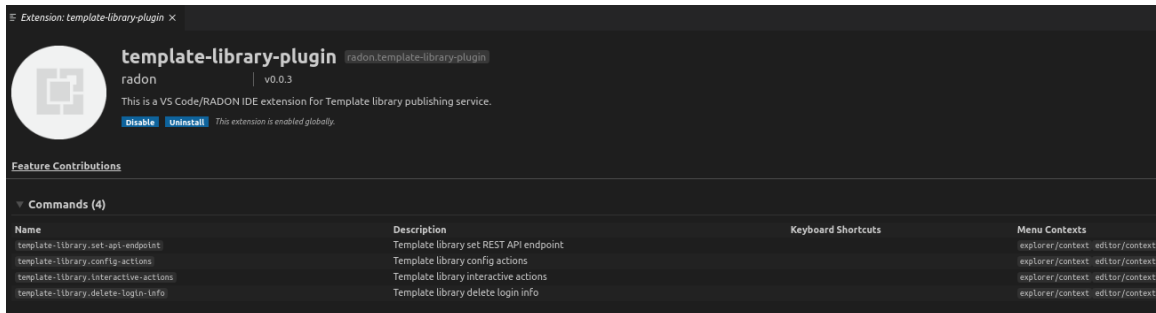 Extension: template-library-plugin ×
template-library-plugin radon.template-library-plugin
radon v0.0.3
This is a VS Code/RADON IDE extension for Template library publishing service.
Disable Uninstall This extension is enabled globally.
Feature Contributions
Commands (4)
Name Description Keyboard Shortcuts Menu Contexts
template-library.set-api-endpoint Template library set REST API endpoint explorer/context editor/context
template-library.config-actions Template library config actions explorer/context editor/context
template-library.interactive-actions Template library interactive actions explorer/context editor/context
template-library.delete-login-info Template library delete login info explorer/context editor/context